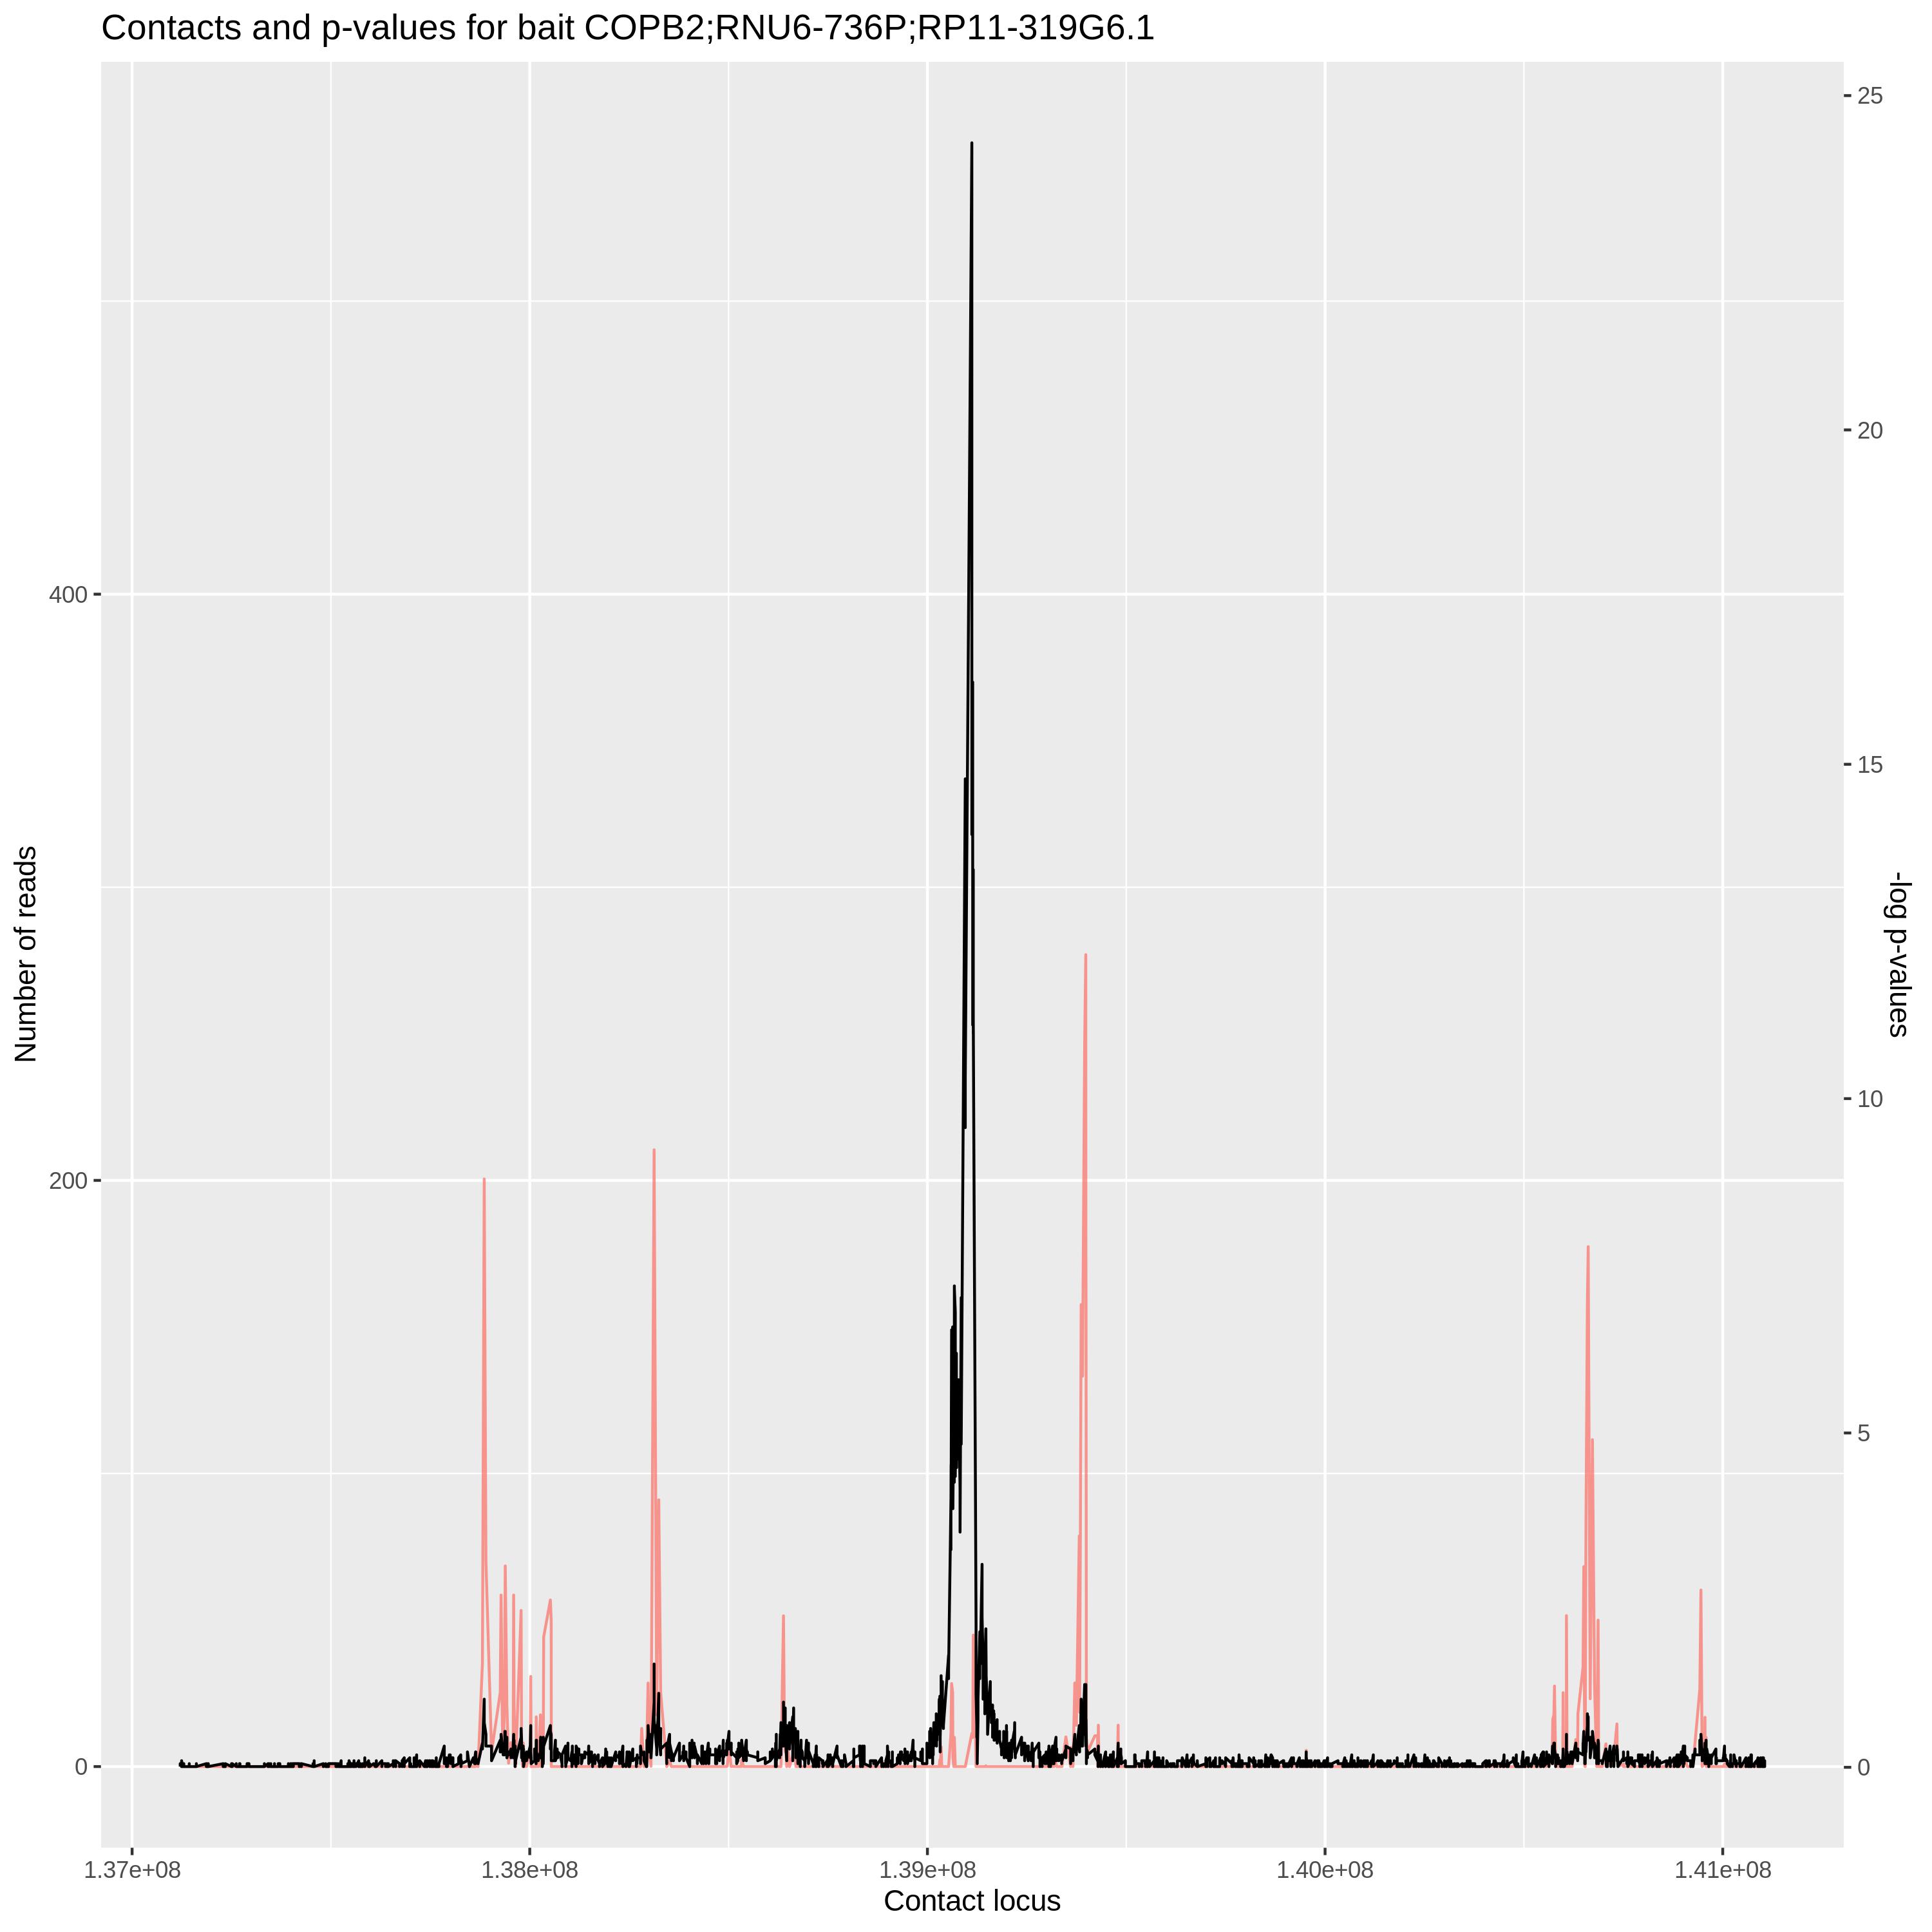 Contacts and p-values for bait COPB2;RNU6-736P;RP11-319G6.1
Number of reads
400
200
0
25
20
15
10
5
0
-log p-values
1.37e+08 1.38e+08 1.39e+08 1.40e+08 1.41e+08
Contact locus